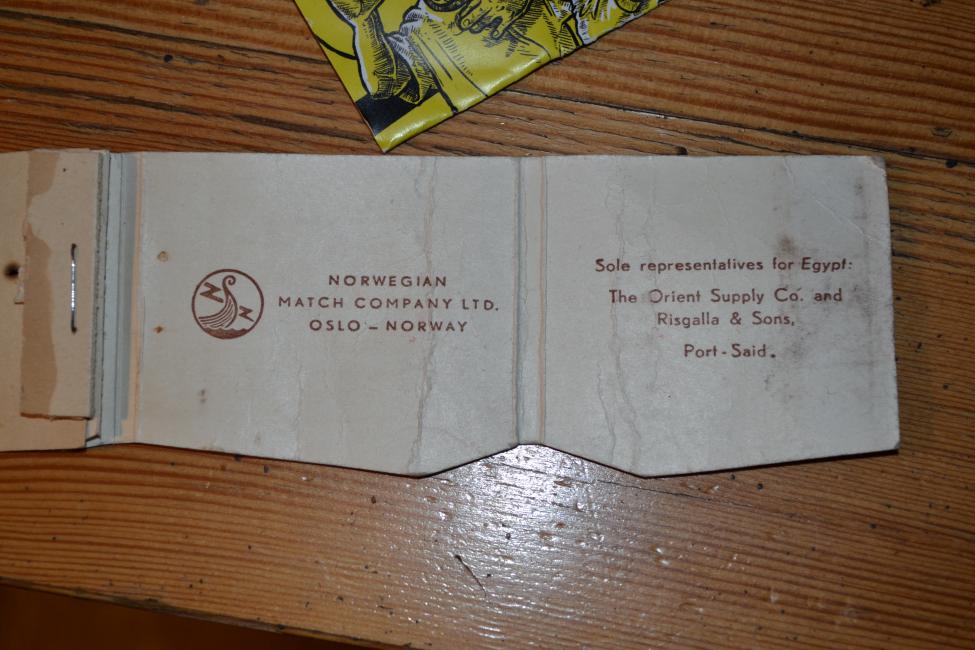 NORWEGIAN
MATCH COMPANY LTD.
OSLO – NORWAY
Sole representatives for Egypt:
The Orient Supply Co. and
Risgalla & Sons,
Port-Said.